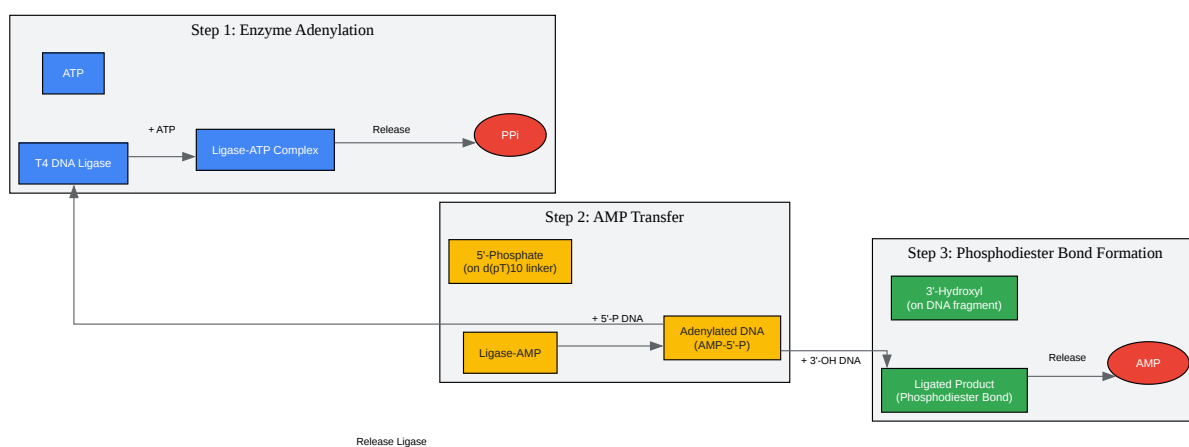 Step 1: Enzyme Adenylation
ATP
+ ATP
Release
PPi
T4 DNA Ligase
Ligase-ATP Complex
Step 2: AMP Transfer
5'-Phosphate
(on d(pT)10 linker)
+ 5'-P DNA
Ligase-AMP
Adenylated DNA
(AMP-5'-P)
+ 3'-OH DNA
Step 3: Phosphodiester Bond Formation
3'-Hydroxyl
(on DNA fragment)
Release
AMP
Ligated Product
(Phosphodiester Bond)
Release Ligase